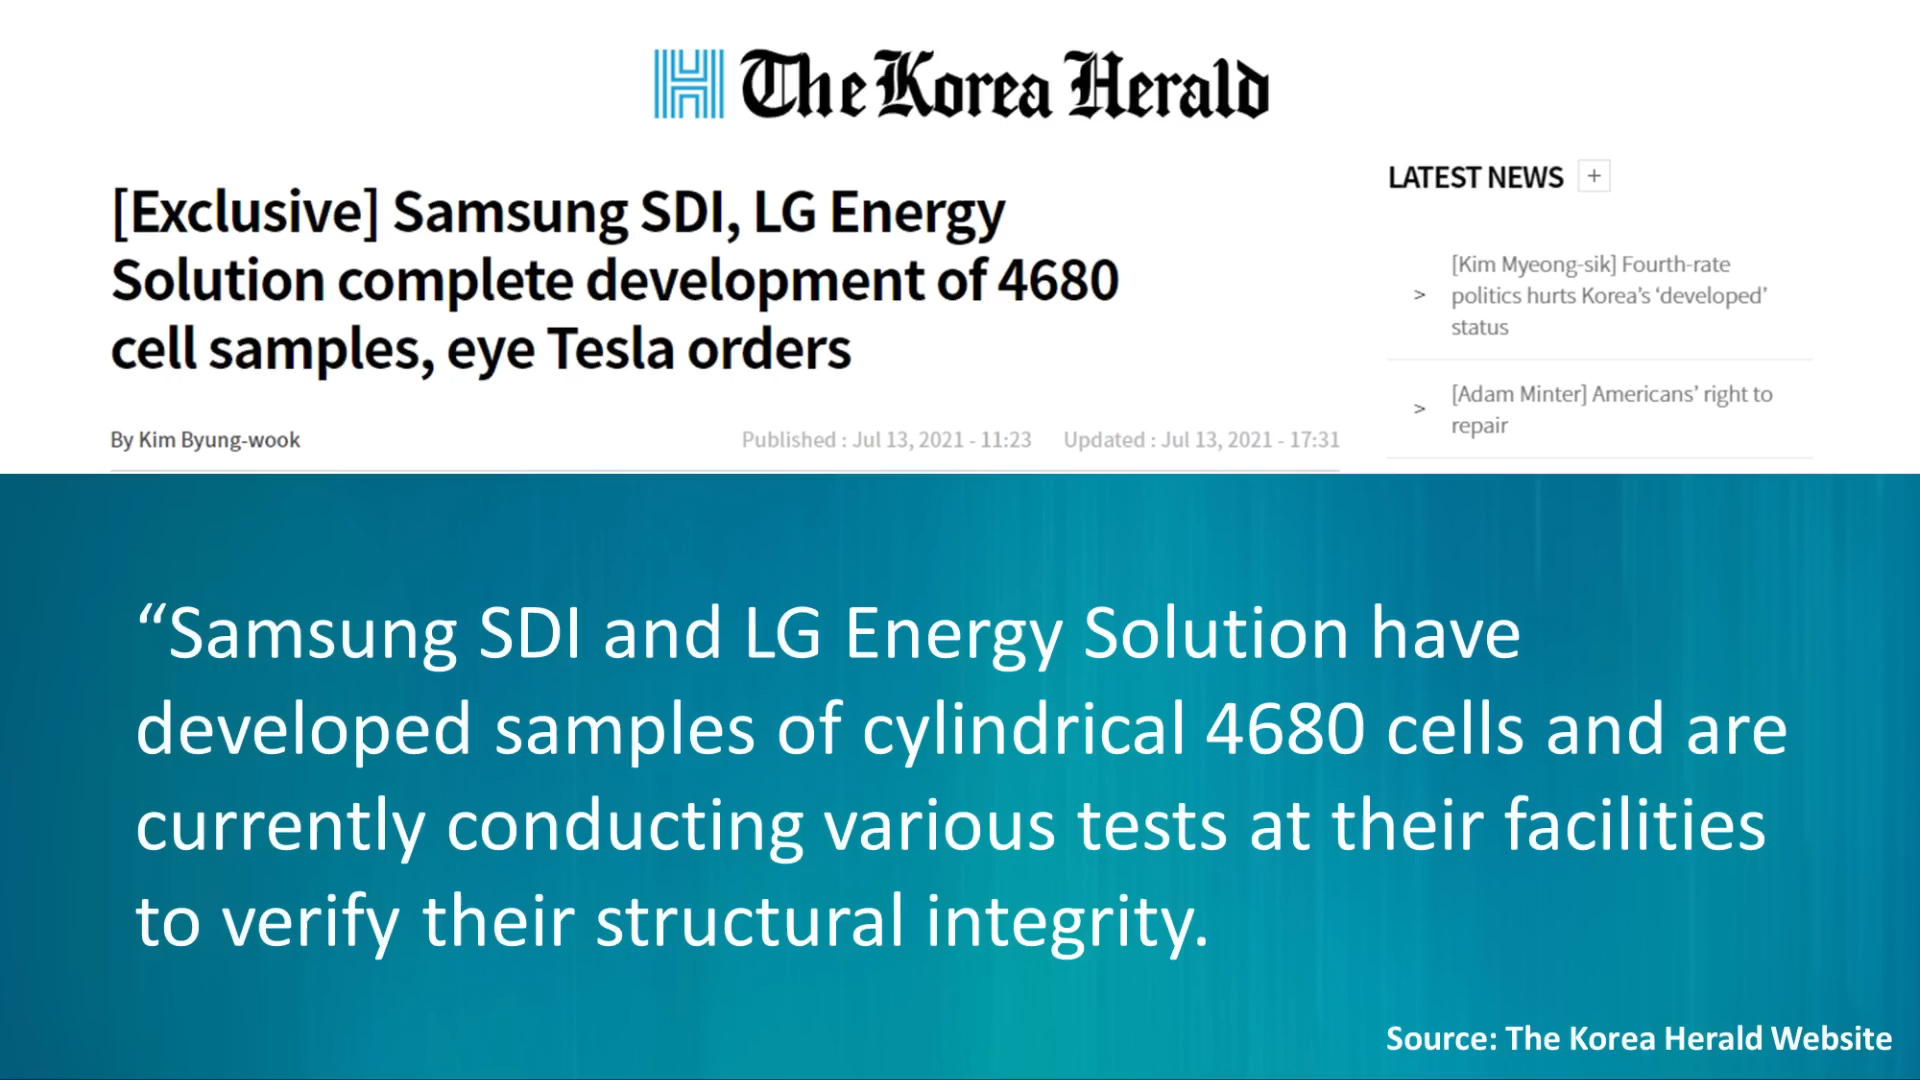 The Korea Herald
[Exclusive] Samsung SDI, LG Energy
Solution complete development of 4680
cell samples, eye Tesla orders
By Kim Byung-wook
Published : Jul 13, 2021 - 11:23
Updated : Jul 13, 2021 - 17:31
LATEST NEWS +
> [Kim Myeong-sik] Fourth-rate
politics hurts Korea’s ‘developed’
status
> [Adam Minter] Americans’ right to
repair
“Samsung SDI and LG Energy Solution have
developed samples of cylindrical 4680 cells and are
currently conducting various tests at their facilities
to verify their structural integrity.
Source: The Korea Herald Website